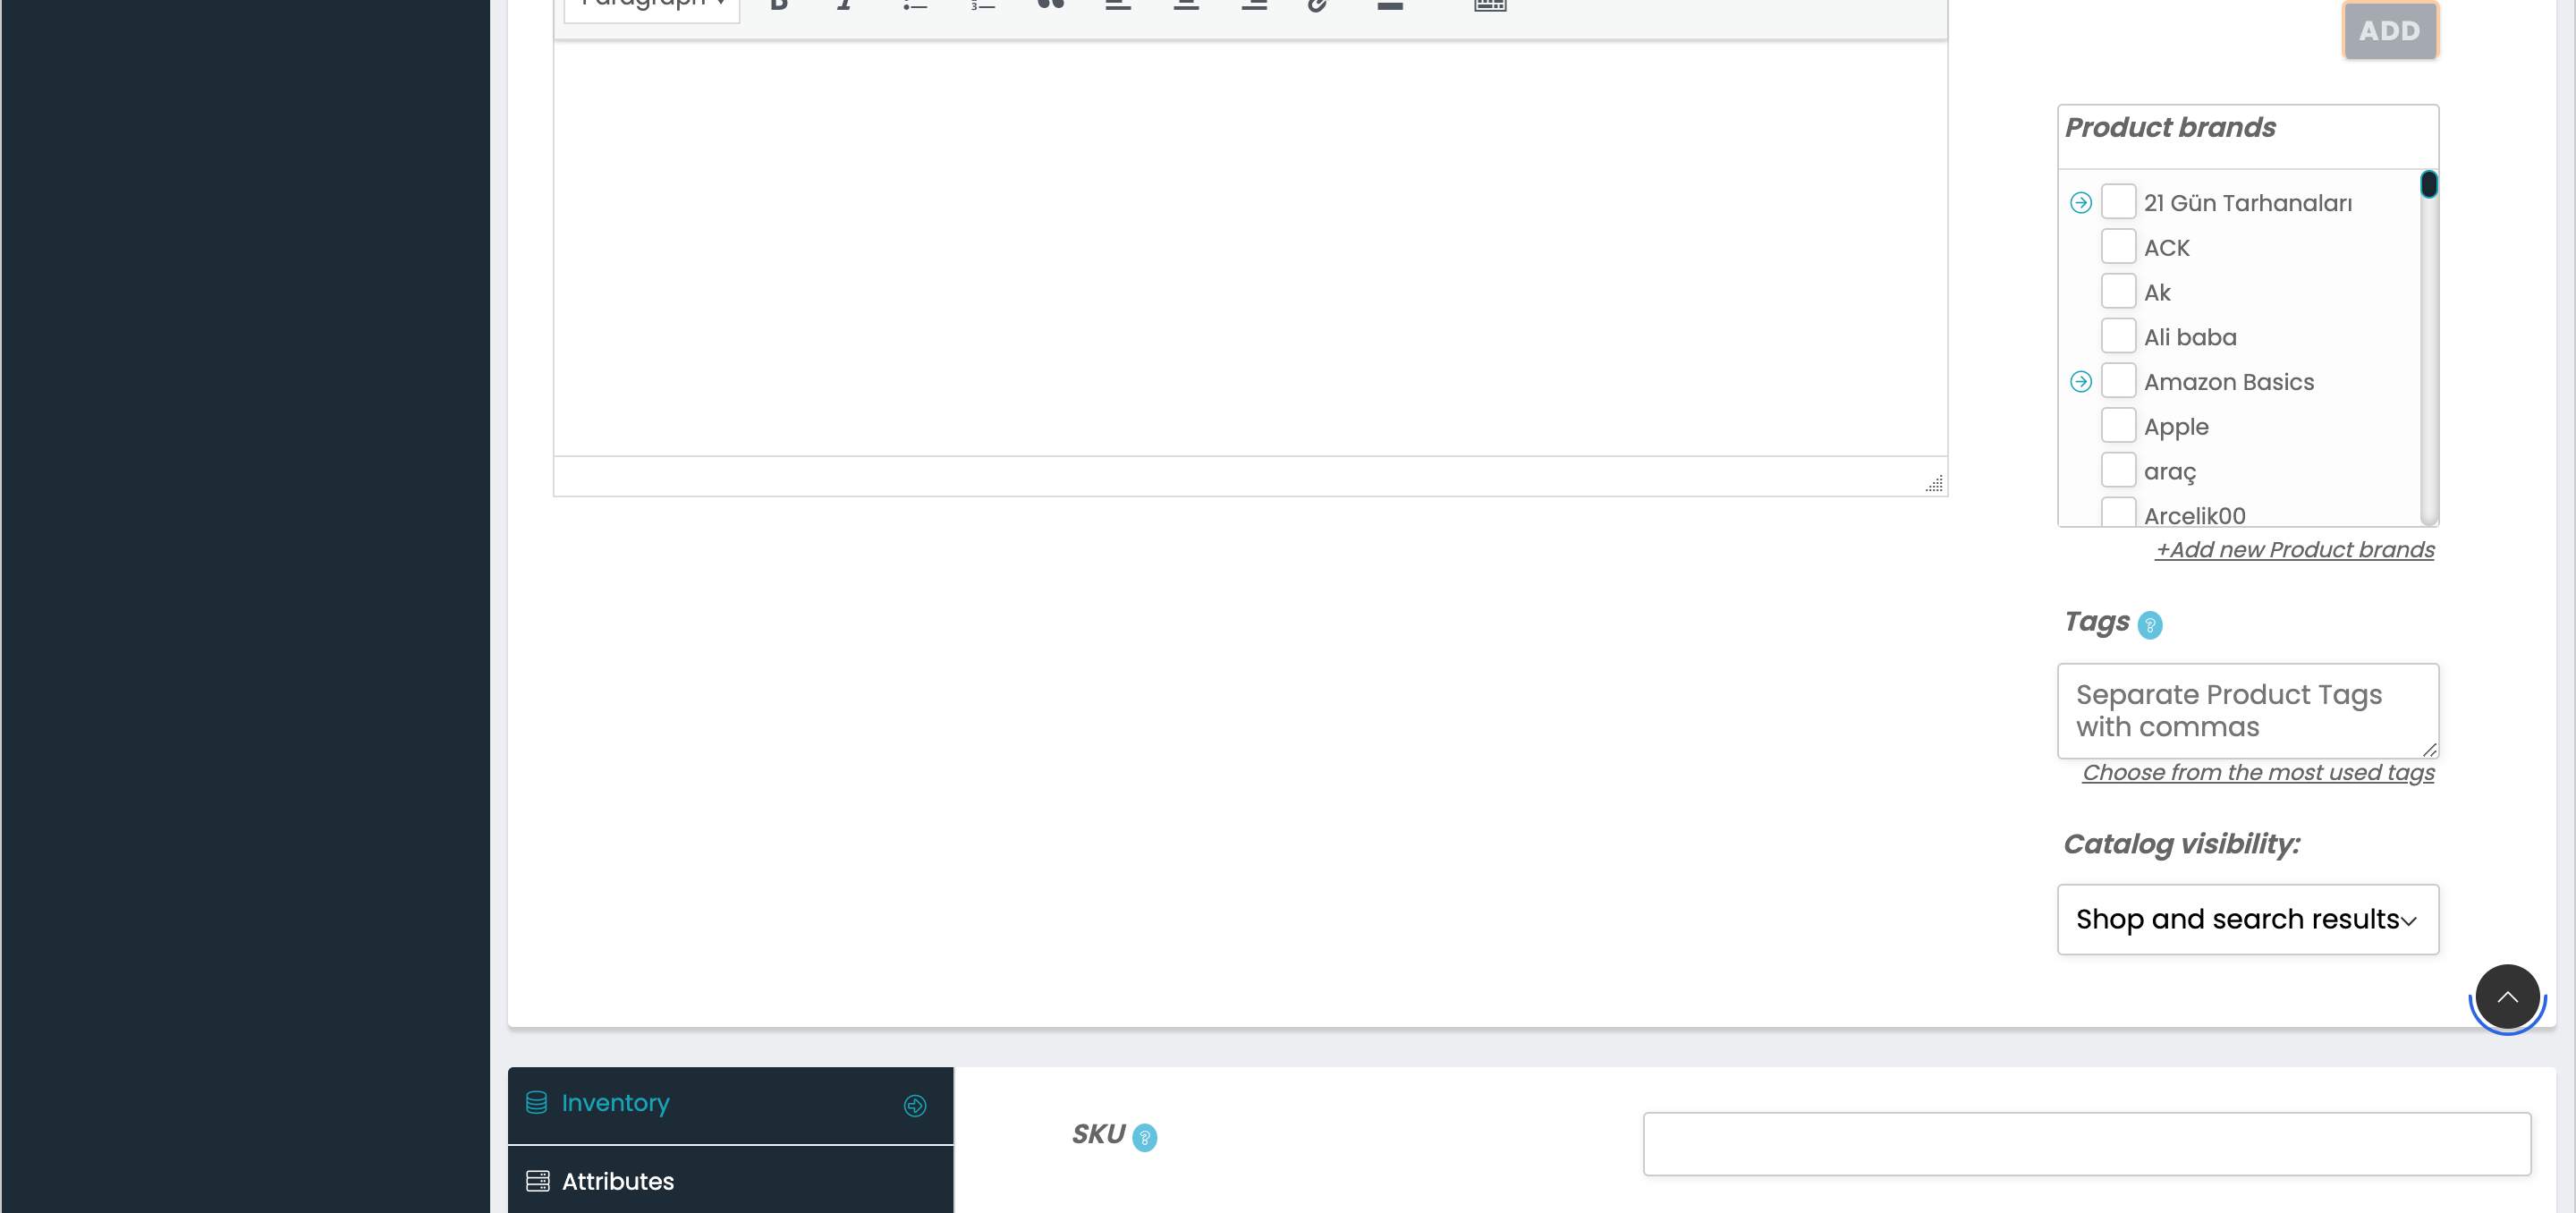 Paragraph
ADD
Product brands
21 Gün Tarhanaları
ACK
Ak
Ali baba
Amazon Basics
Apple
araç
Arcelik00
+Add new Product brands
Tags ?
Separate Product Tags
with commas
Choose from the most used tags
Catalog visibility:
Shop and search results
Inventory
SKU ?
Attributes